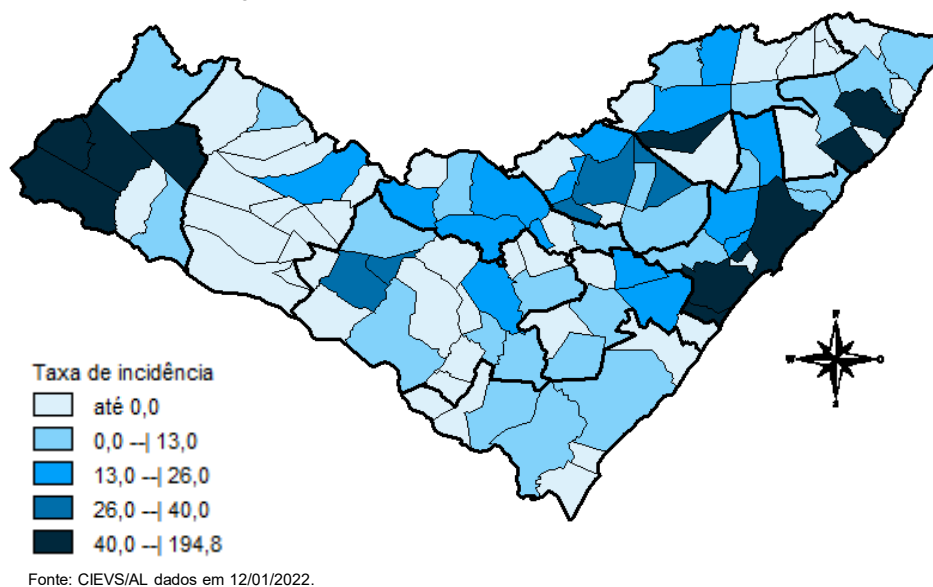 N
W
O
S
Taxa de incidência
até 0,0
0,0 --| 13,0
13,0 --| 26,0
26,0 --| 40,0
40,0 --| 194,8
Fonte: CIEVS/AL dados em 12/01/2022.